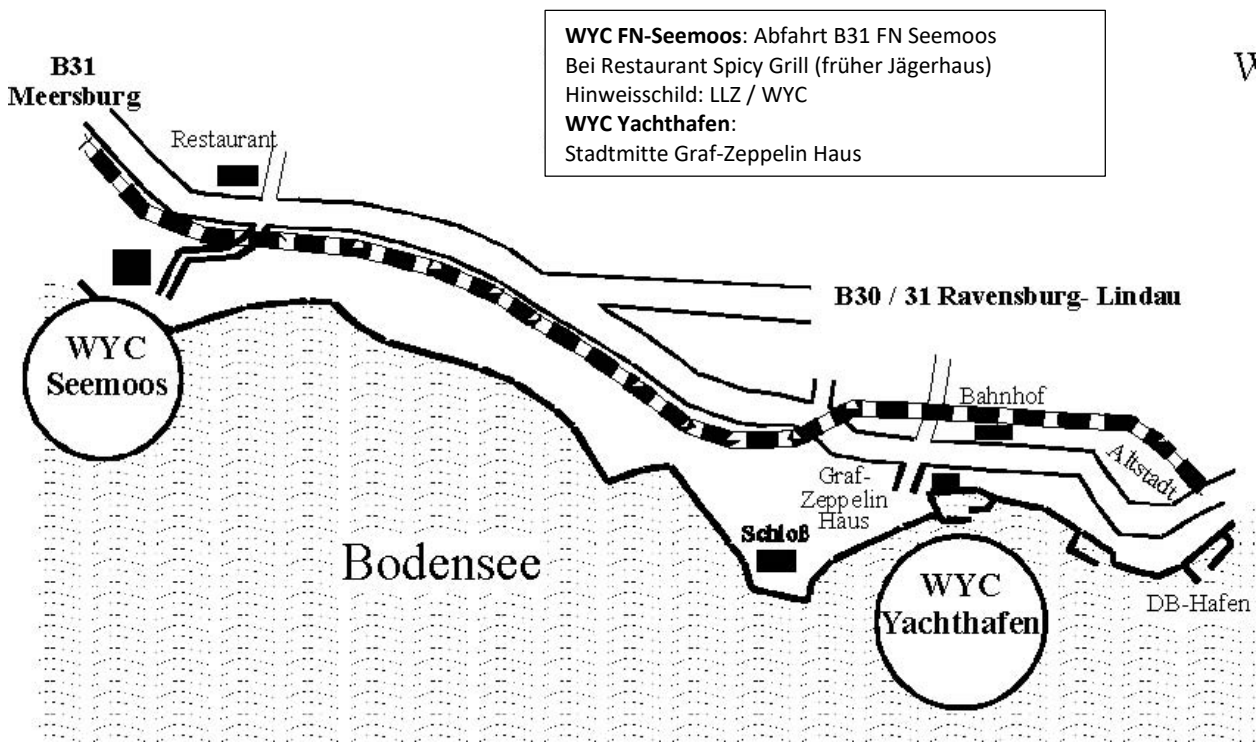 WYC FN-Seemoos: Abfahrt B31 FN Seemoos
Bei Restaurant Spicy Grill (früher Jägerhaus)
Hinweisschild: LLZ / WYC
WYC Yachthafen:
Stadtmitte Graf-Zeppelin Haus
B31
Meersburg
Restaurant
B30 / 31 Ravensburg- Lindau
WYC
Seemoos
Bahnhof
Altstadt
Graf-
Zeppelin
Haus
Schloß
Bodensee
WYC
Yachthafen
DB-Hafen